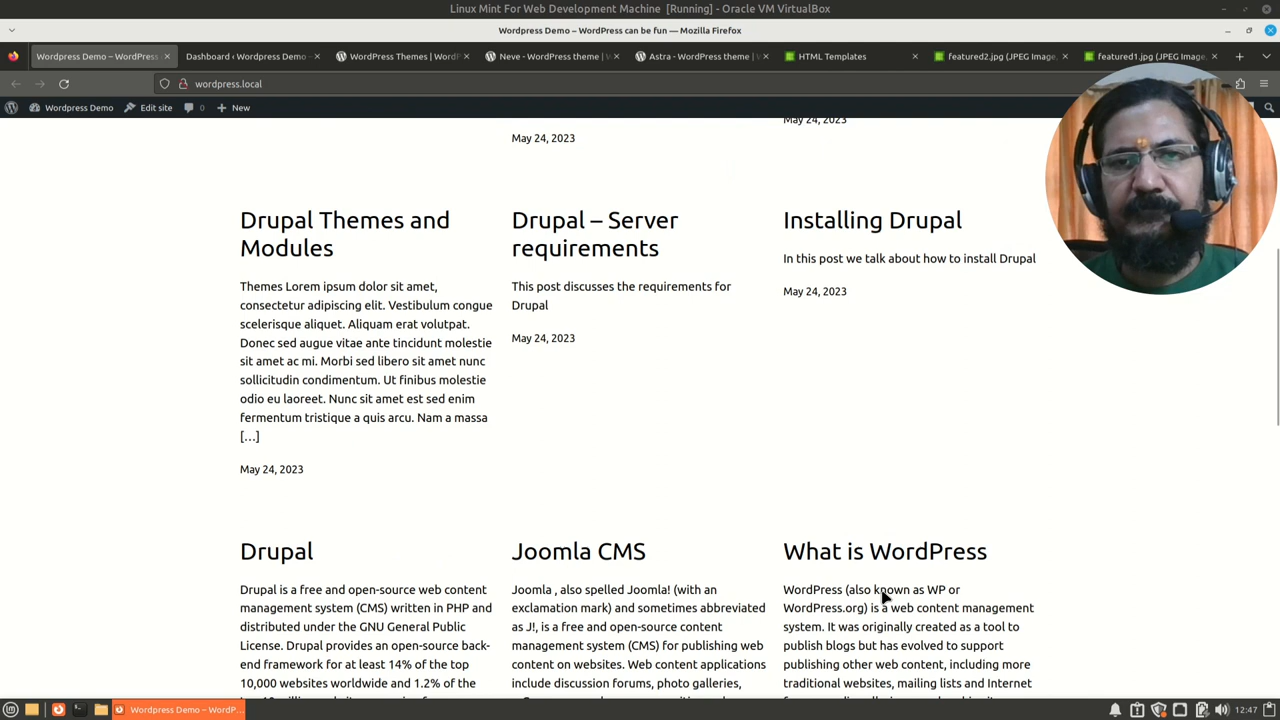 Linux Mint For Web Development Machine [Running] - Oracle VM VirtualBox
Wordpress Demo – WordPress can be fun — Mozilla Firefox
Wordpress Demo – WordPress
Dashboard ‹ Wordpress Demo
WordPress Themes | WordP
Neve - WordPress theme | W
Astra - WordPress theme | W
HTML Templates
featured2.jpg (JPEG Image,
featured1.jpg (JPEG Image,
wordpress.local
Wordpress Demo
Edit site
0
New
May 24, 2023
May 24, 2023
Drupal Themes and
Modules
Themes Lorem ipsum dolor sit amet,
consectetur adipiscing elit. Vestibulum congue
scelerisque aliquet. Aliquam erat volutpat.
Donec sed augue vitae ante tincidunt molestie
sit amet ac mi. Morbi sed libero sit amet nunc
sollicitudin condimentum. Ut finibus molestie
odio eu laoreet. Nunc sit amet est sed enim
fermentum tristique a quis arcu. Nam a massa
[…]
May 24, 2023
Drupal – Server
requirements
This post discusses the requirements for
Drupal
May 24, 2023
Installing Drupal
In this post we talk about how to install Drupal
May 24, 2023
Drupal
Drupal is a free and open-source web content
management system (CMS) written in PHP and
distributed under the GNU General Public
License. Drupal provides an open-source back-
end framework for at least 14% of the top
10,000 websites worldwide and 1.2% of the
Joomla CMS
Joomla , also spelled Joomla! (with an
exclamation mark) and sometimes abbreviated
as J!, is a free and open-source content
management system (CMS) for publishing web
content on websites. Web content applications
include discussion forums, photo galleries,
What is WordPress
WordPress (also known as WP or
WordPress.org) is a web content management
system. It was originally created as a tool to
publish blogs but has evolved to support
publishing other web content, including more
traditional websites, mailing lists and Internet
Wordpress Demo – WordP...
12:47